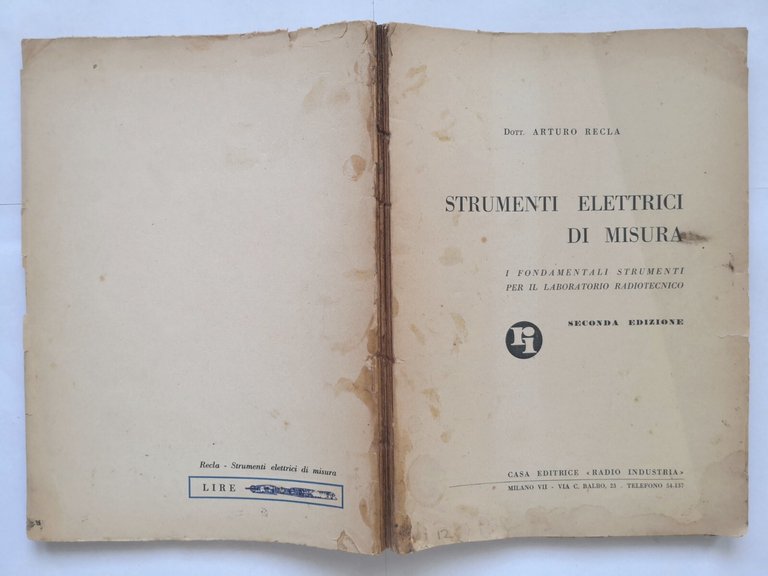 Recla - Strumenti elettrici di misura
LIRE
Dott. ARTURO RECLA
STRUMENTI ELETTRICI
DI MISURA
I FONDAMENTALI STRUMENTI
PER IL LABORATORIO RADIOTECNICO
SECONDA EDIZIONE
ri
CASA EDITRICE «RADIO INDUSTRIA»
MILANO VII - VIA C. BALBO, 23 - TELEFONO 54-137
12